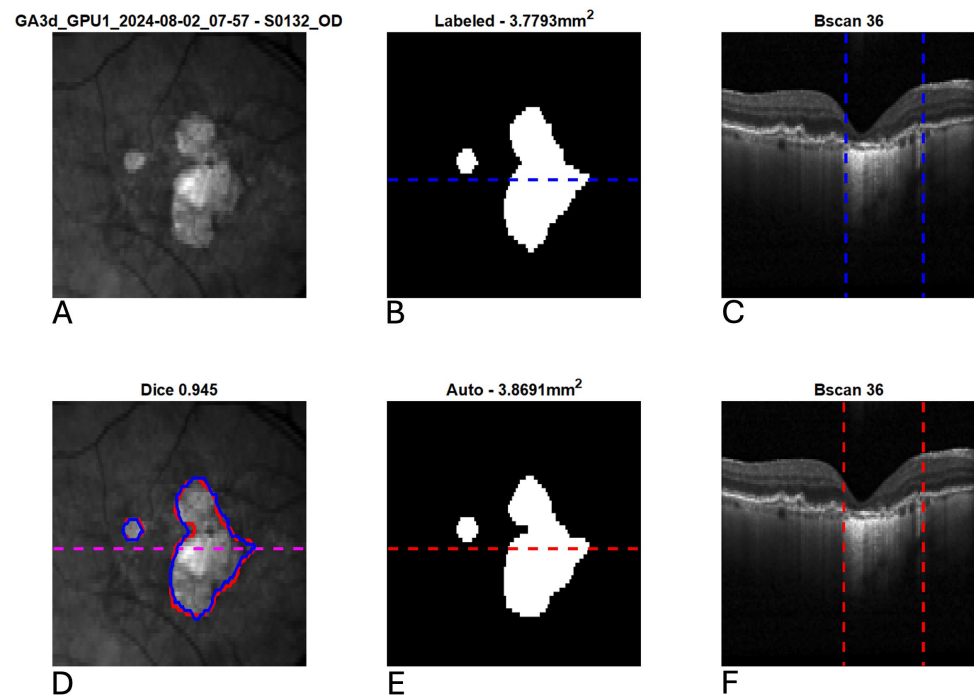 GA3d_GPU1_2024-08-02_07-57 - S0132_OD
Labeled - 3.7793mm²
Bscan 36
A
B
C
Dice 0.945
Auto - 3.8691mm²
Bscan 36
D
E
F